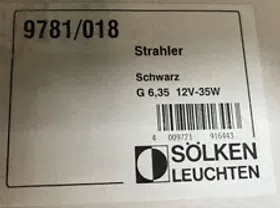 9781/018
Strahler
Schwarz
G 6,35 12V-35W
4 009721 916443
SÖLKEN
LEUCHTEN